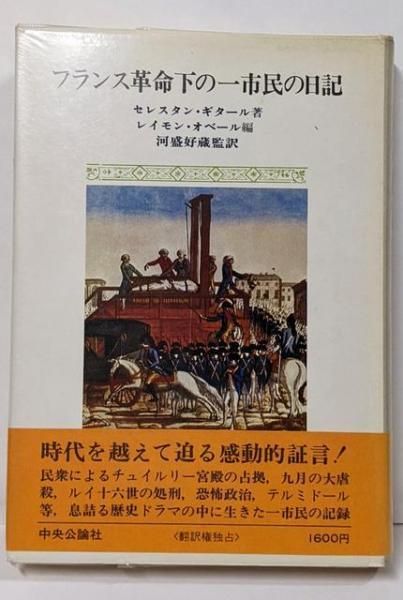 フランス革命下の一市民の日記
セレスタン・ギタール著
レイモン・オベール編
河盛好蔵監訳
時代を越えて迫る感動的証言!
民衆によるチュイルリー宮殿の占拠，九月の大虐
殺，ルイ十六世の処刑，恐怖政治，テルミドール
等，息詰る歴史ドラマの中に生きた一市民の記録
中央公論社
〈翻訳権独占〉
1600円